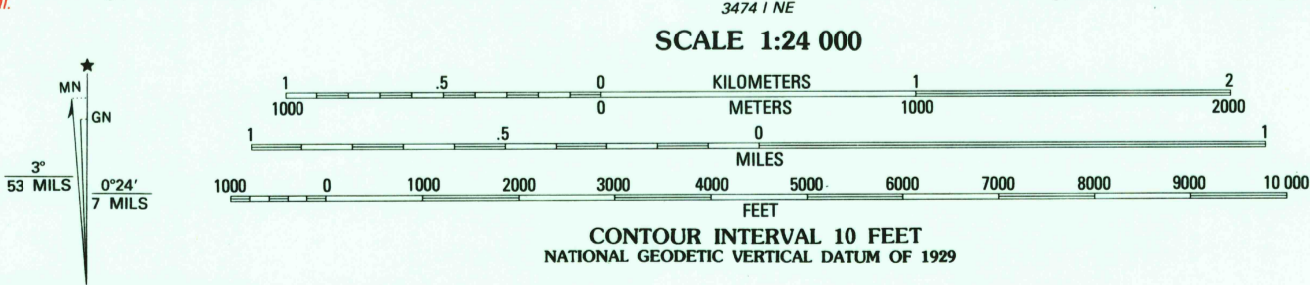 ll.
3474 I NE
SCALE 1:24 000
1 .5 0 KILOMETERS 1 2
1000 0 METERS 1000 2000
1 .5 0 1
MILES
1000 0 1000 2000 3000 4000 5000 6000 7000 8000 9000 10 000
FEET
CONTOUR INTERVAL 10 FEET
NATIONAL GEODETIC VERTICAL DATUM OF 1929
★
MN
GN
3°
53 MILS
0°24′
7 MILS